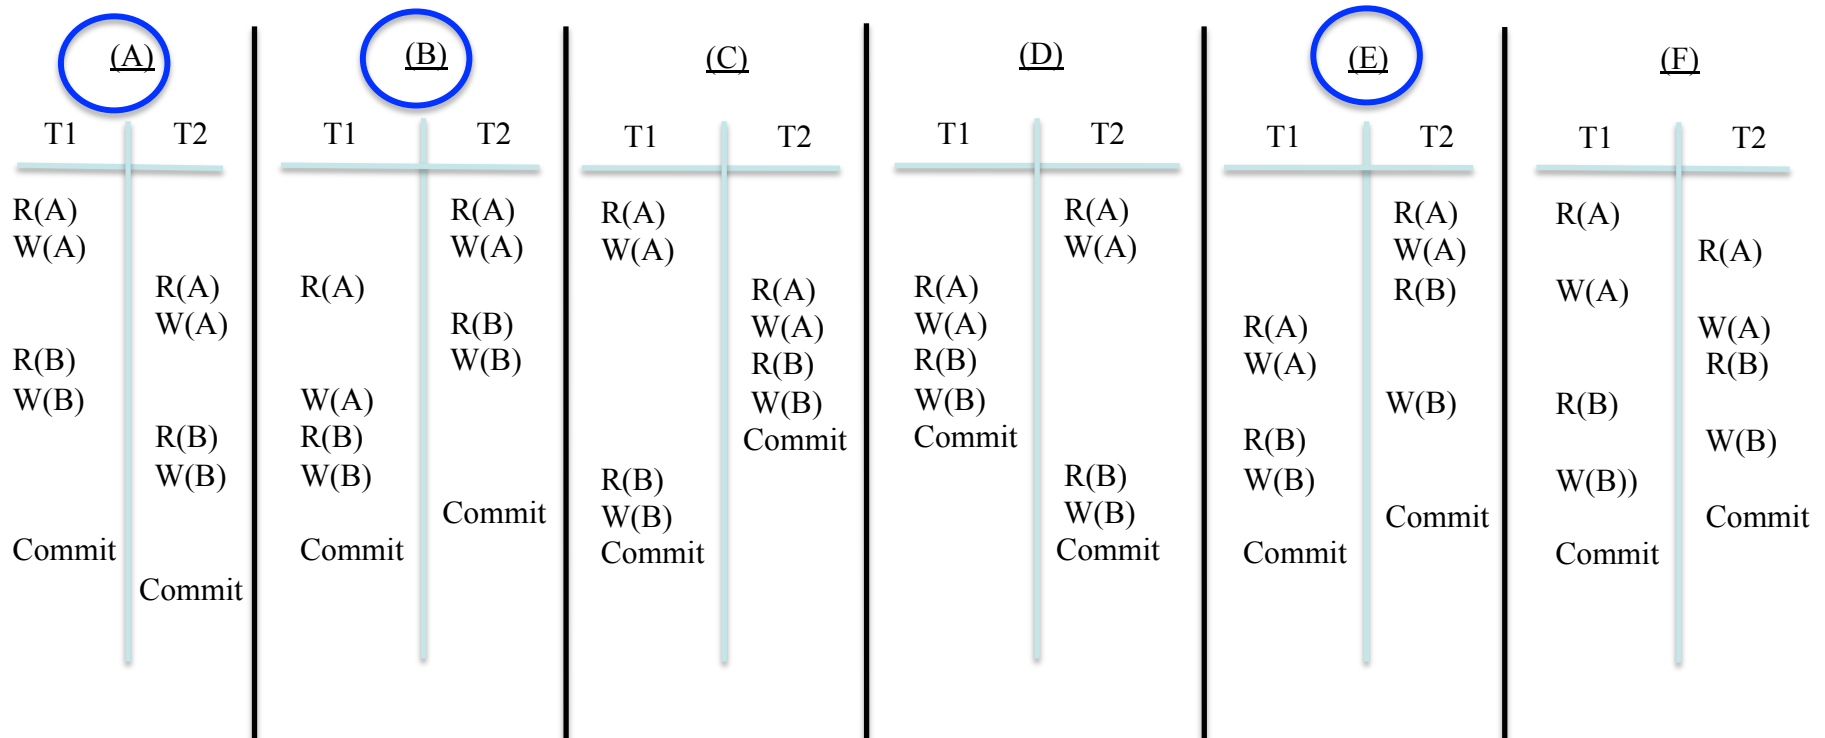 (A) (B) (C) (D) (E) (F)
T1 T2 T1 T2 T1 T2 T1 T2 T1 T2 T1 T2
R(A) R(A) R(A) R(A) R(A) R(A)
W(A) W(A) W(A) W(A) W(A) R(A)
R(A) R(A) R(A) R(A) R(B) W(A)
W(A) R(B) W(A) W(A) R(A) W(A)
R(B) W(B) R(B) R(B) W(A) R(B)
W(B) W(A) W(B) W(B) W(B) R(B)
R(B) R(B) Commit Commit R(B) W(B)
W(B) W(B) R(B) R(B) W(B) W(B))
Commit W(B) W(B) Commit Commit
Commit Commit Commit Commit Commit Commit
Commit